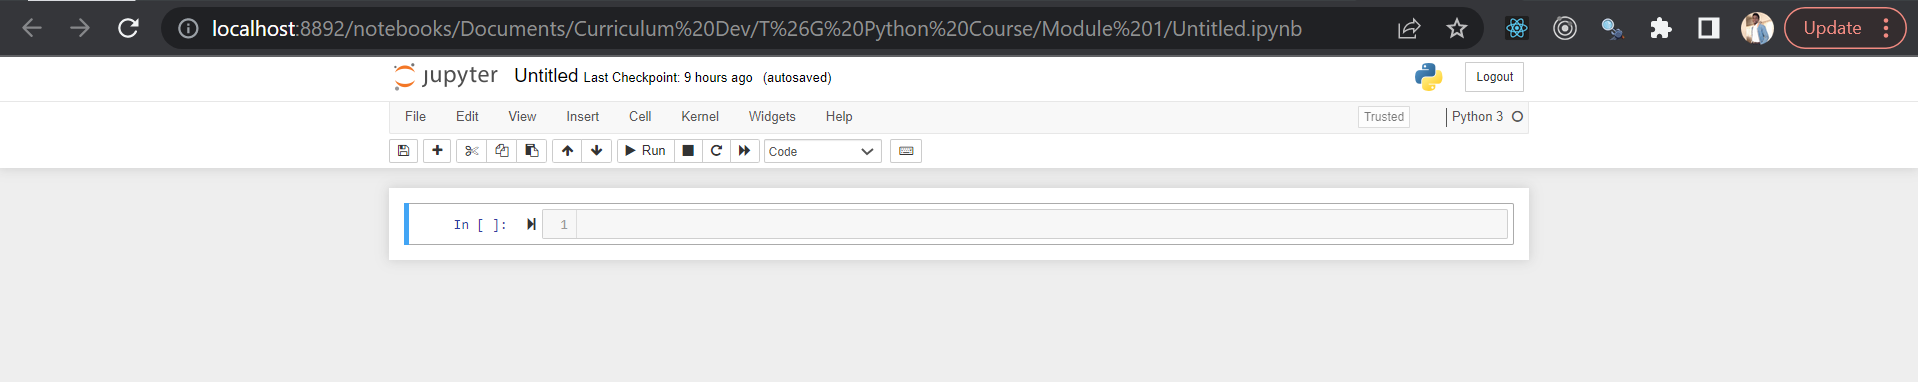 localhost:8892/notebooks/Documents/Curriculum%20Dev/T%26G%20Python%20Course/Module%201/Untitled.ipynb
Update
jupyter Untitled Last Checkpoint: 9 hours ago (autosaved)
Logout
File Edit View Insert Cell Kernel Widgets Help Trusted Python 3
Run Code
In [ ]: 1